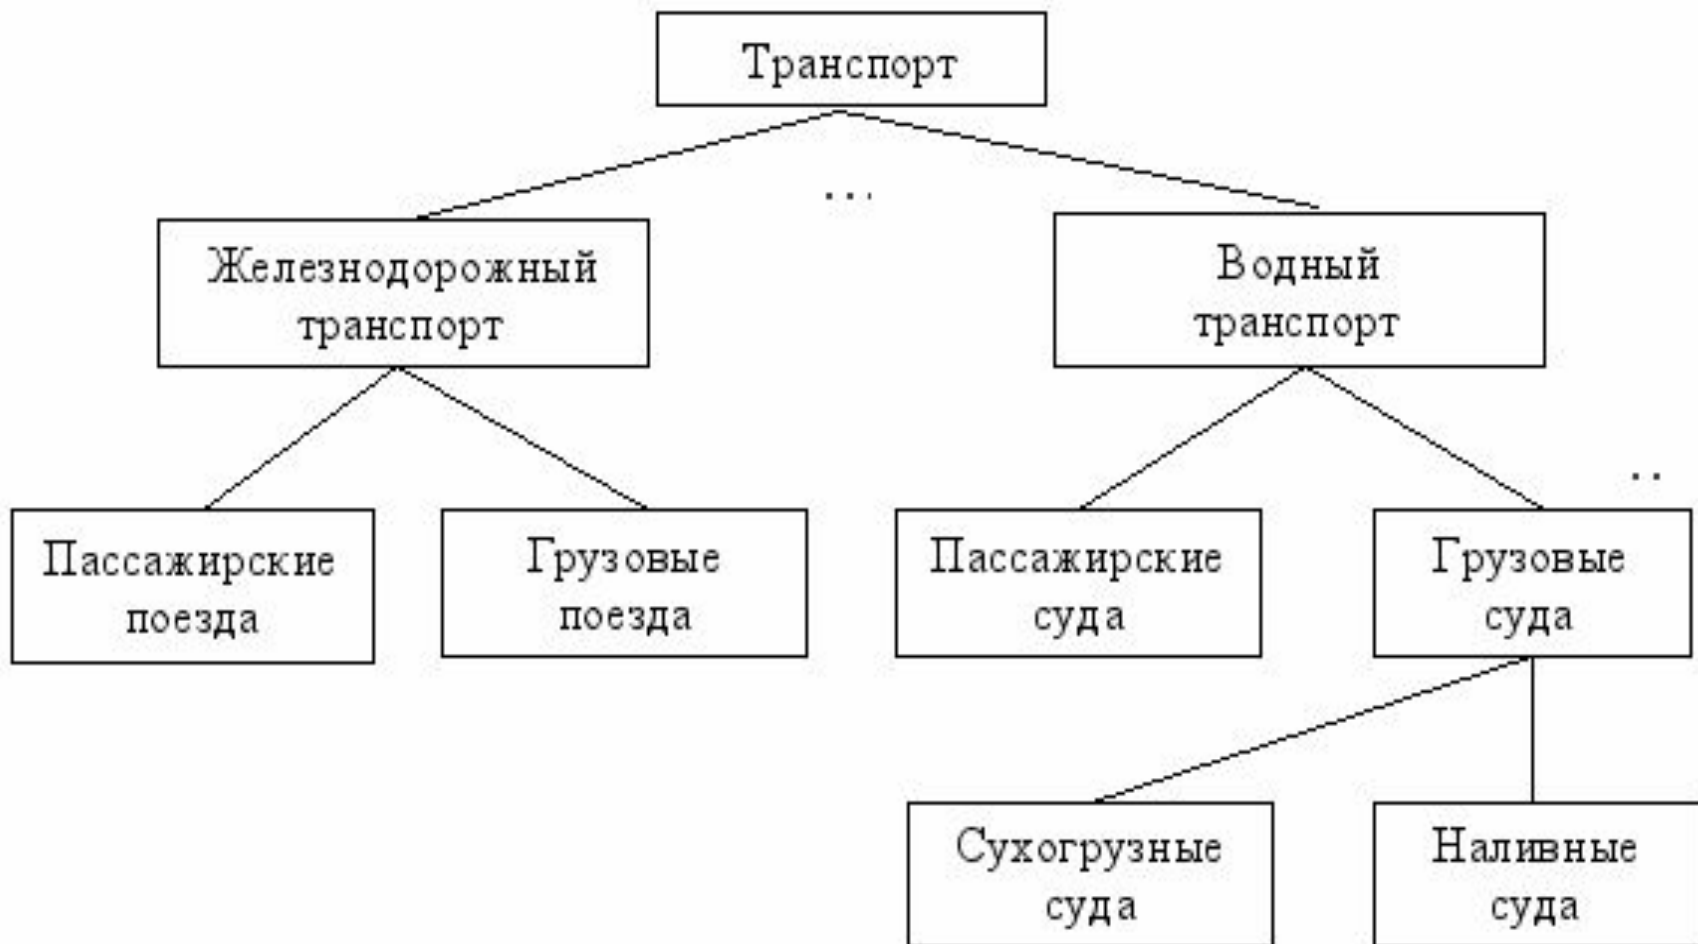 Транспорт
...
Железнодорожный
транспорт
Водный
транспорт
..
Пассажирские
поезда
Грузовые
поезда
Пассажирские
суда
Грузовые
суда
Сухогрузные
суда
Наливные
суда